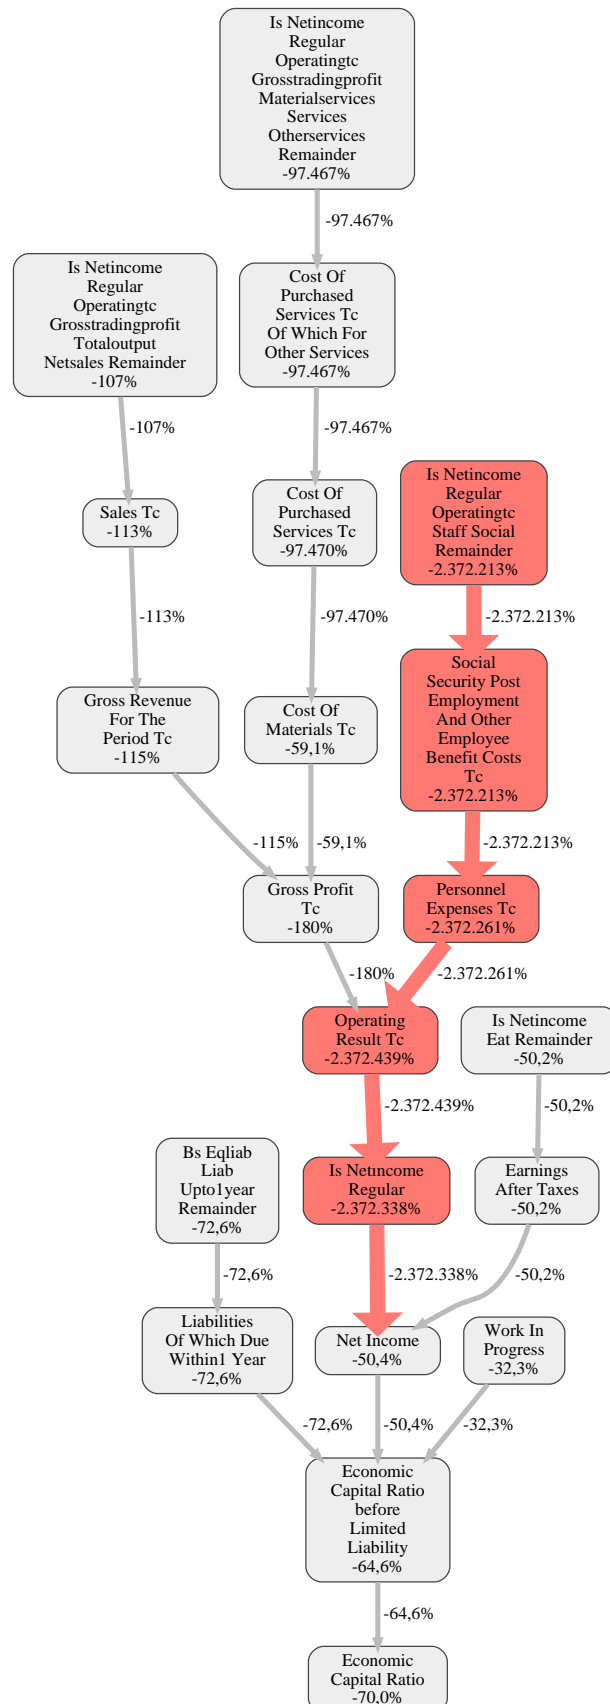 Is Netincome
Regular
Operatingtc
Grosstradingprofit
Materialservices
Services
Otherservices
Remainder
-97.467%
-97.467%
Is Netincome
Regular
Operatingtc
Grosstradingprofit
Totaloutput
Netsales Remainder
-107%
Cost Of
Purchased
Services Tc
Of Which For
Other Services
-97.467%
-107%
-97.467%
Sales Tc
-113%
Cost Of
Purchased
Services Tc
-97.470%
Is Netincome
Regular
Operatingtc
Staff Social
Remainder
-2.372.213%
-113%
-97.470%
-2.372.213%
Gross Revenue
For The
Period Tc
-115%
Cost Of
Materials Tc
-59,1%
Social
Security Post
Employment
And Other
Employee
Benefit Costs
Tc
-2.372.213%
-115%
-59,1%
-2.372.213%
Gross Profit
Tc
-180%
Personnel
Expenses Tc
-2.372.261%
-180%
-2.372.261%
Operating
Result Tc
-2.372.439%
Is Netincome
Eat Remainder
-50,2%
-2.372.439%
-50,2%
Bs Eqliab
Liab
Upto1year
Remainder
-72,6%
Is Netincome
Regular
-2.372.338%
Earnings
After Taxes
-50,2%
-72,6%
-2.372.338%
-50,2%
Liabilities
Of Which Due
Within1 Year
-72,6%
Net Income
-50,4%
Work In
Progress
-32,3%
-72,6%
-50,4%
-32,3%
Economic
Capital Ratio
before
Limited
Liability
-64,6%
-64,6%
Economic
Capital Ratio
-70,0%